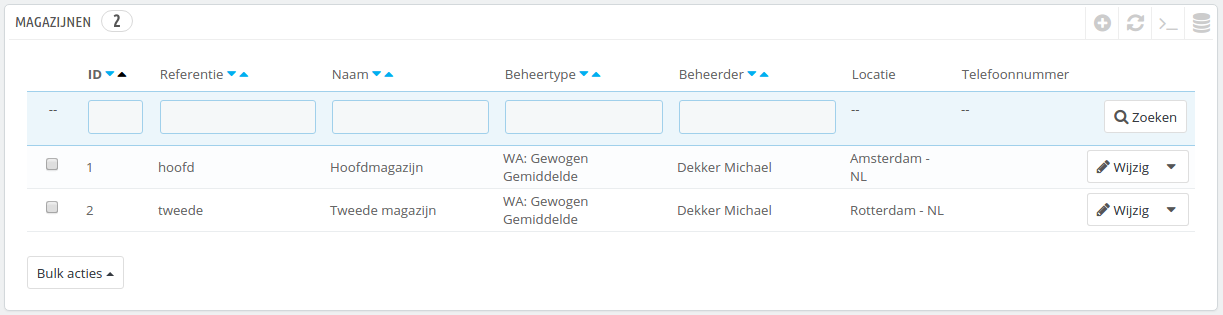 MAGAZIJNEN 2
>_
ID Referentie Naam Beheertype Beheerder Locatie Telefoonnummer
-- -- -- Zoeken
1 hoofd Hoofdmagazijn WA: Gewogen Gemiddelde Dekker Michael Amsterdam - NL Wijzig
2 tweede Tweede magazijn WA: Gewogen Gemiddelde Dekker Michael Rotterdam - NL Wijzig
Bulk acties